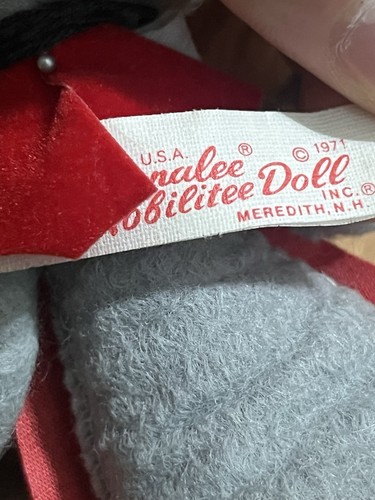 U.S.A. © 1971
nalee® Doll
obilitee INC.®
MEREDITH, N.H.